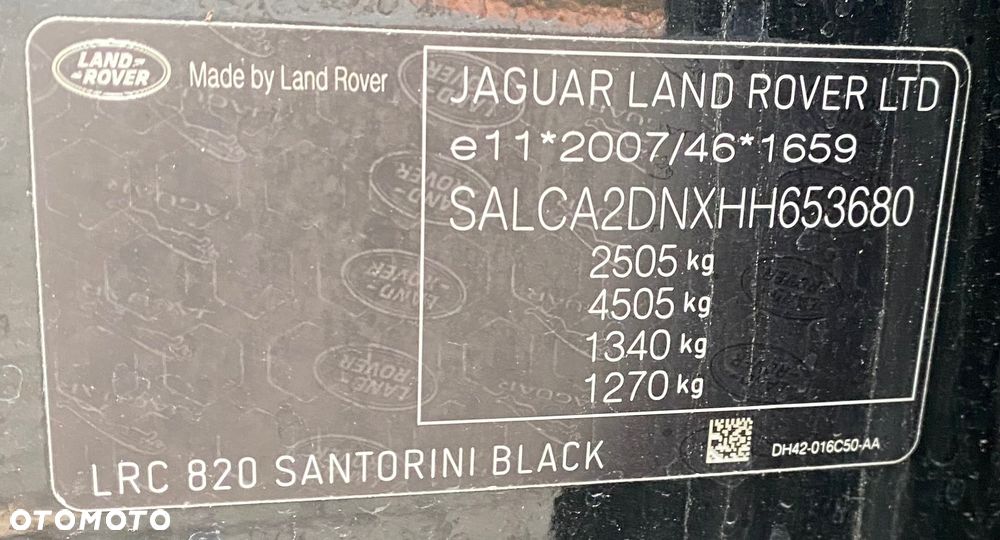 LAND
ROVER
Made by Land Rover
JAGUAR LAND ROVER LTD
e11*2007/46*1659
SALCA2DNXHH653680
2505 kg
4505 kg
1340 kg
1270 kg
DH42-016C50-AA
LRC 820 SANTORINI BLACK
OTOMOTO